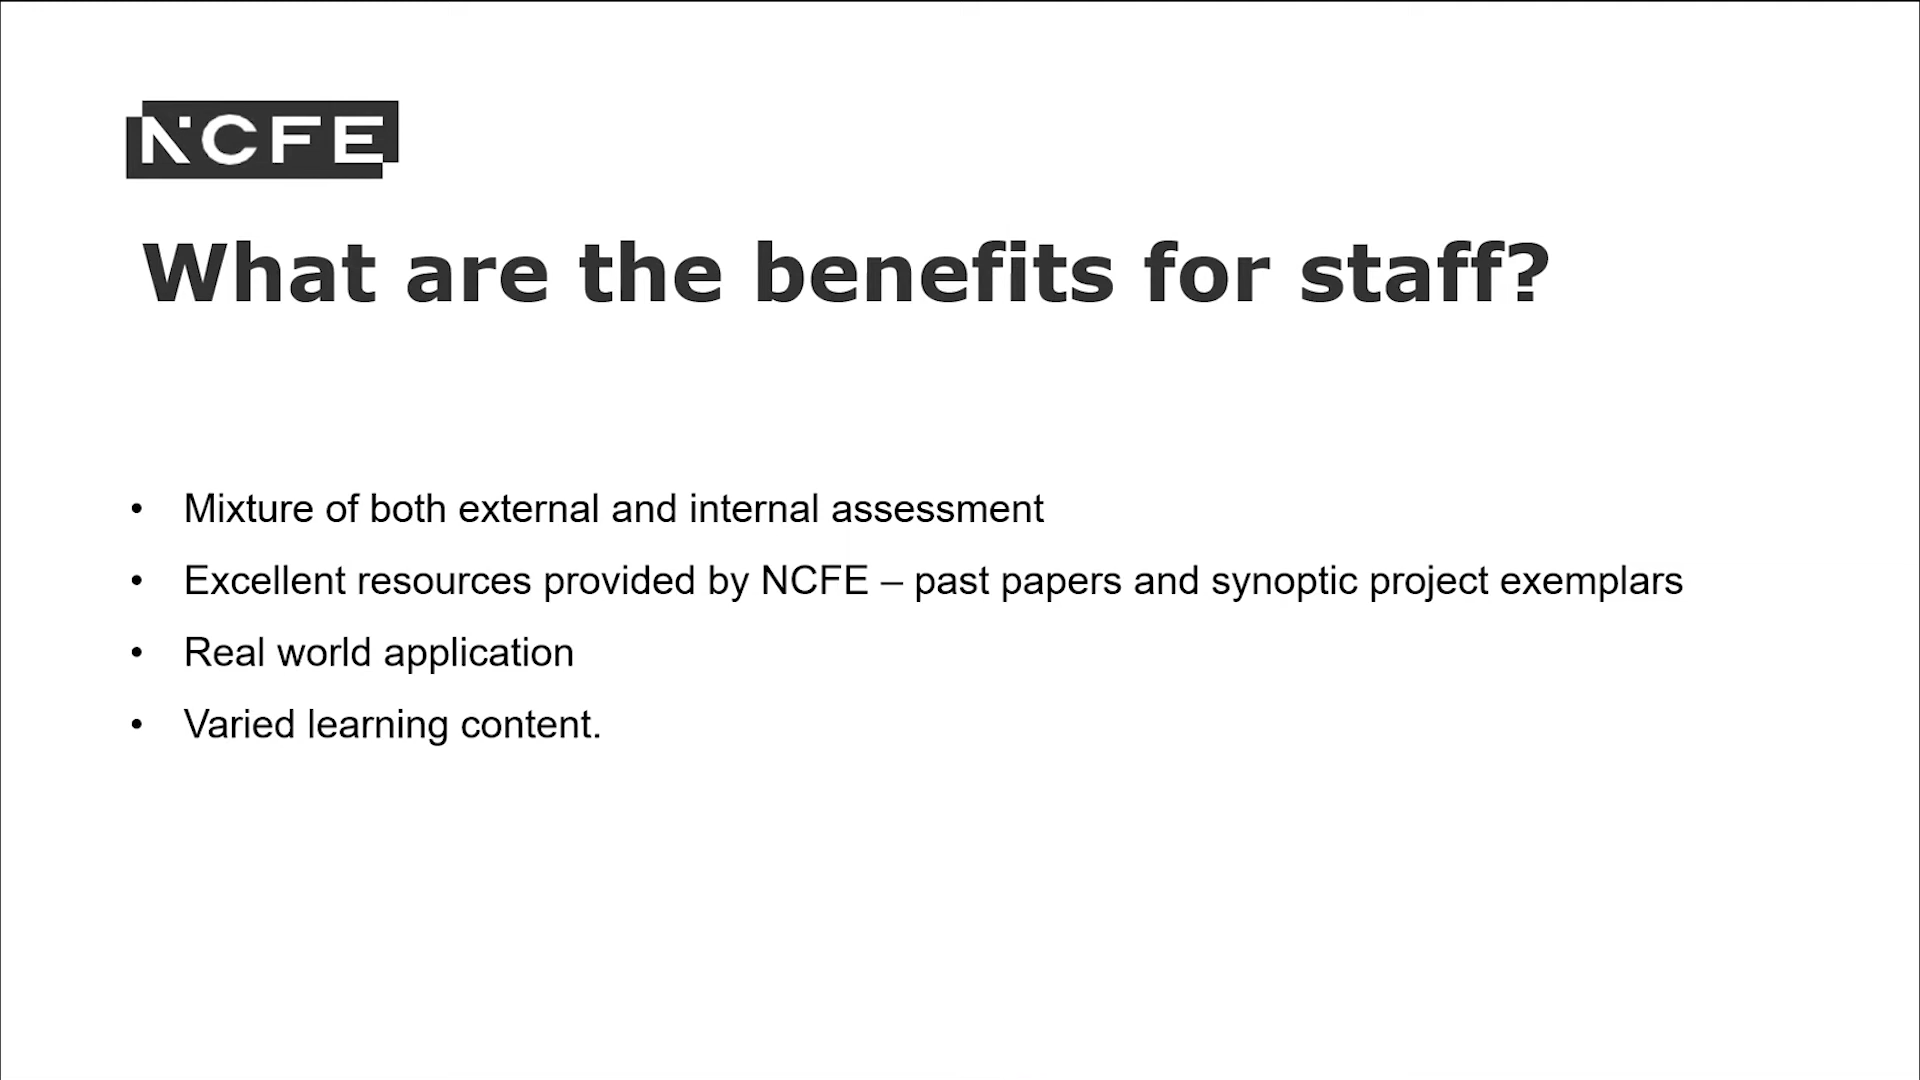 NCFE
What are the benefits for staff?
• Mixture of both external and internal assessment
• Excellent resources provided by NCFE – past papers and synoptic project exemplars
• Real world application
• Varied learning content.